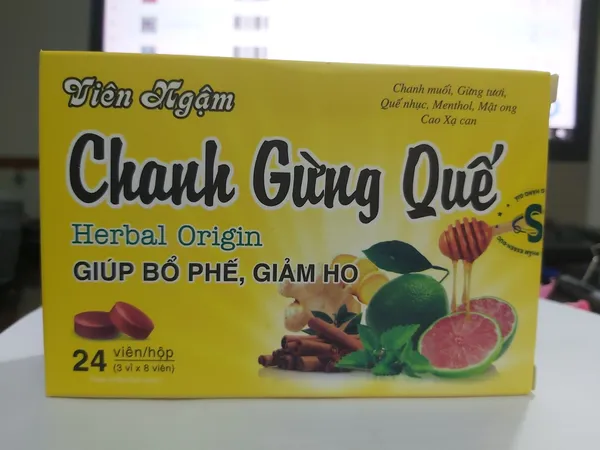 Viên Ngậm
Chanh muối, Gừng tươi,
Quế nhục, Menthol, Mật ong
Cao Xạ can
Chanh Gừng Quế
Herbal Origin
GIÚP BỔ PHẾ, GIẢM HO
24 viên/hộp
(3 vỉ x 8 viên)
S